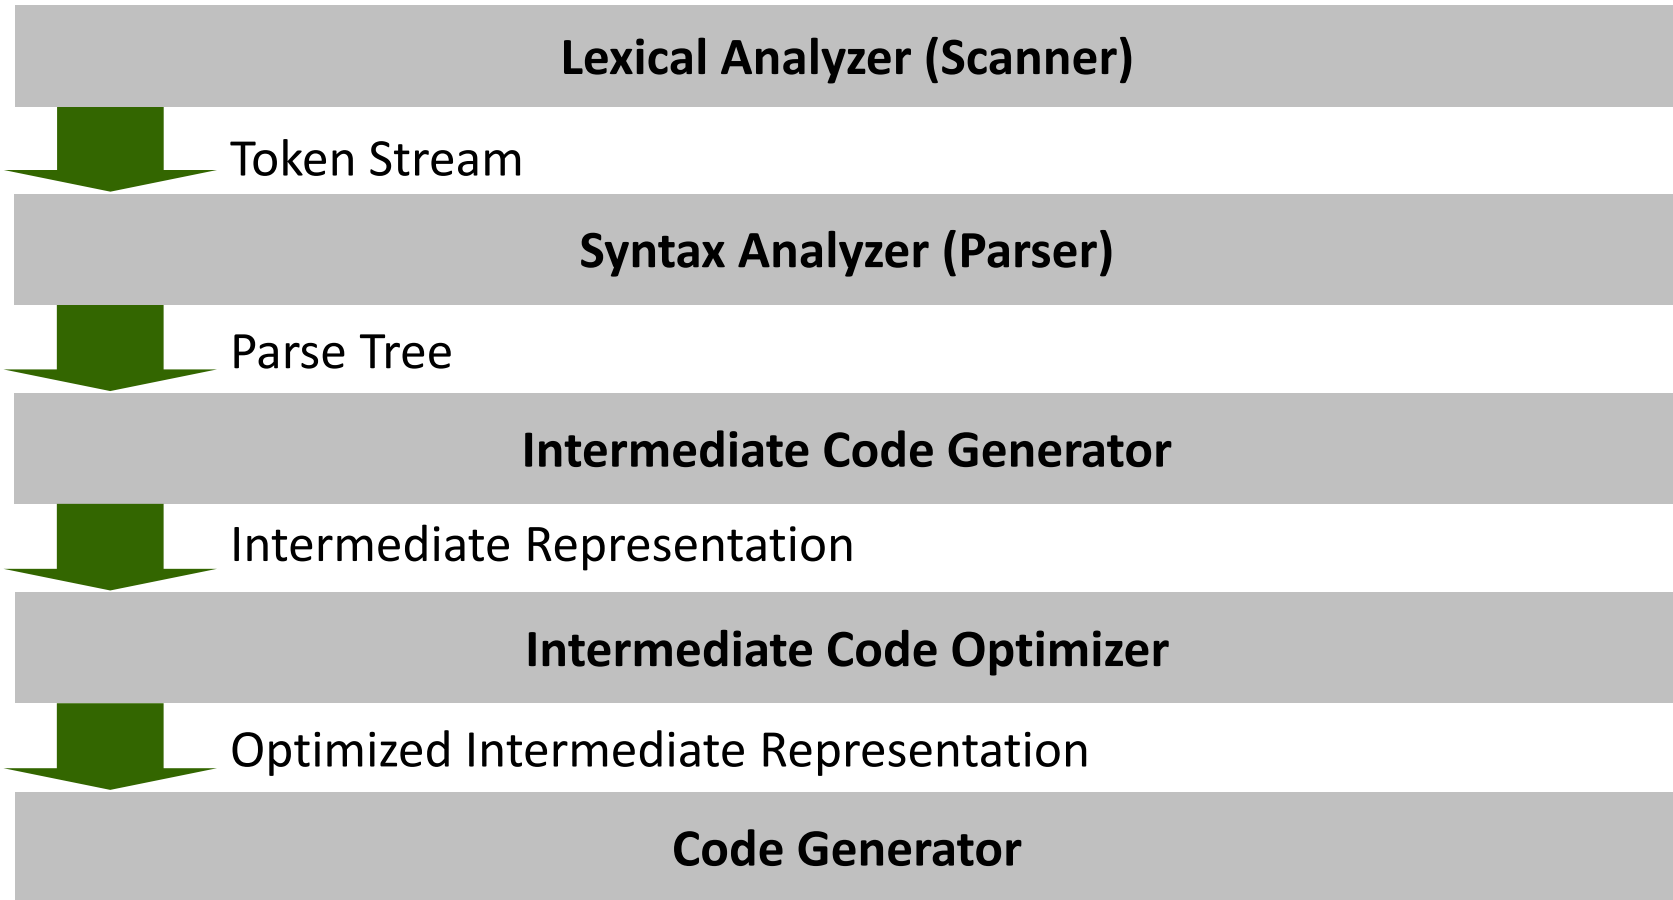 Lexical Analyzer (Scanner)
Token Stream
Syntax Analyzer (Parser)
Parse Tree
Intermediate Code Generator
Intermediate Representation
Intermediate Code Optimizer
Optimized Intermediate Representation
Code Generator